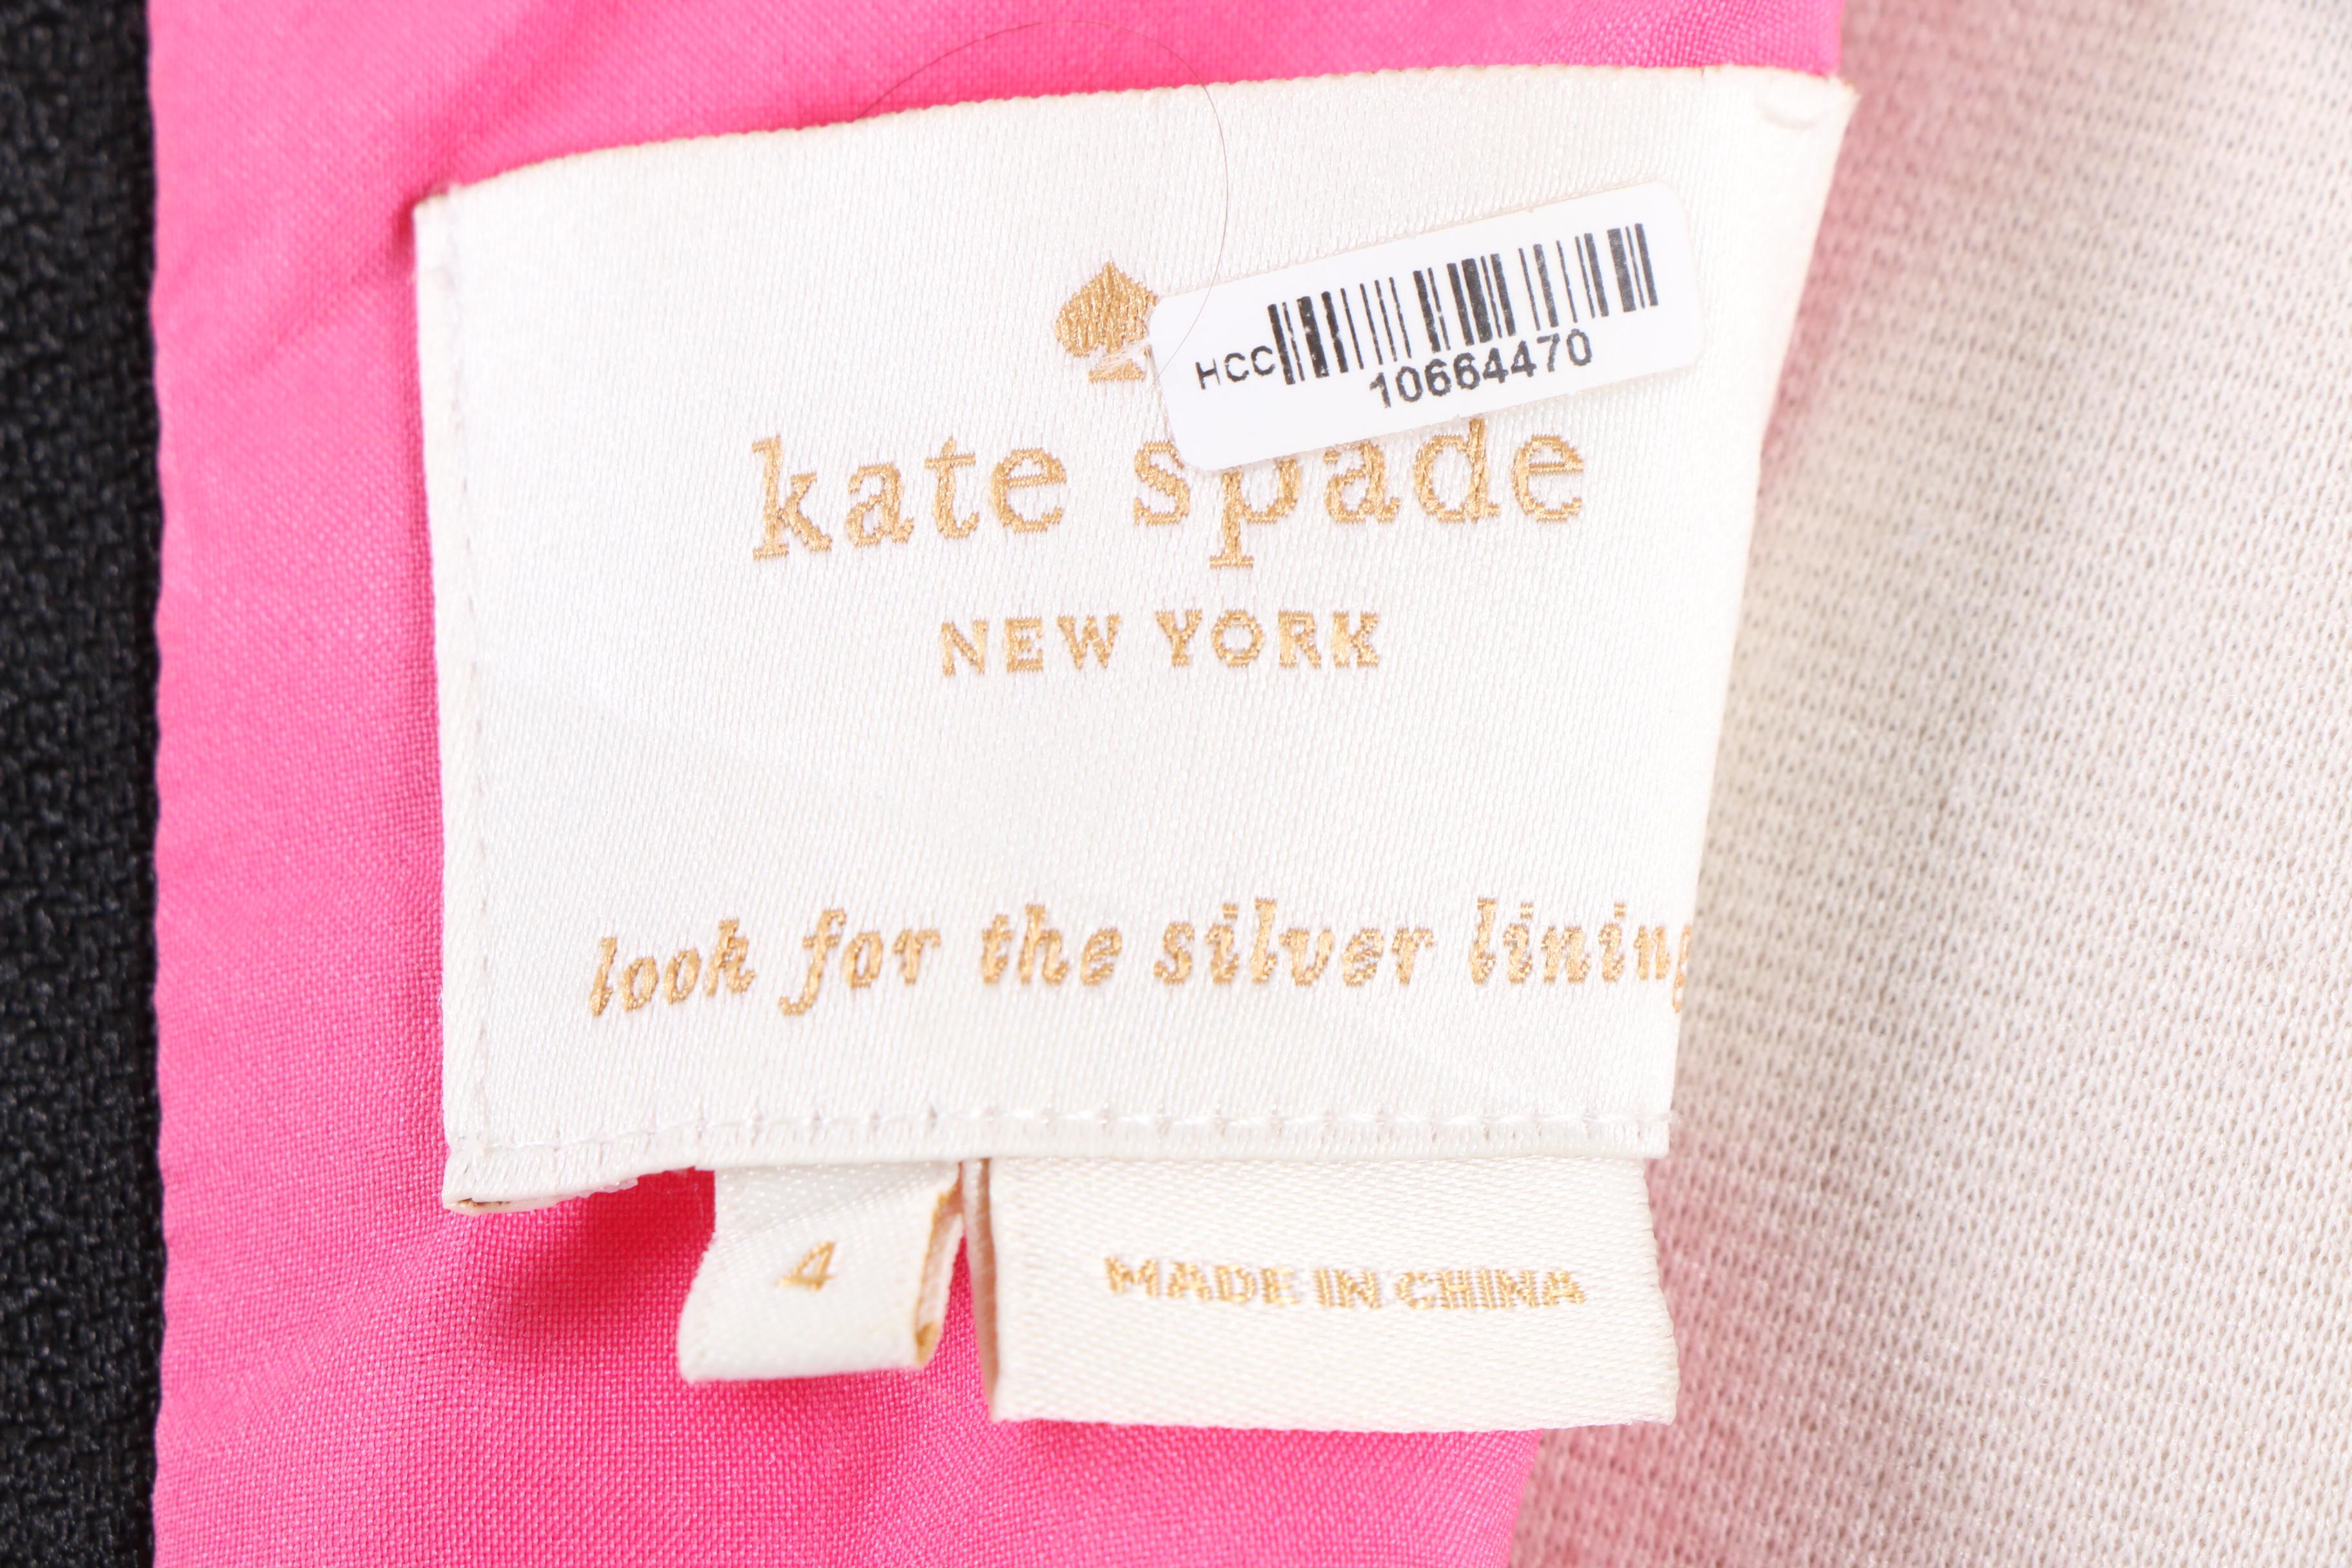 HCC
10664470
kate spade
NEW YORK
look for the silver lining
4
MADE IN CHINA